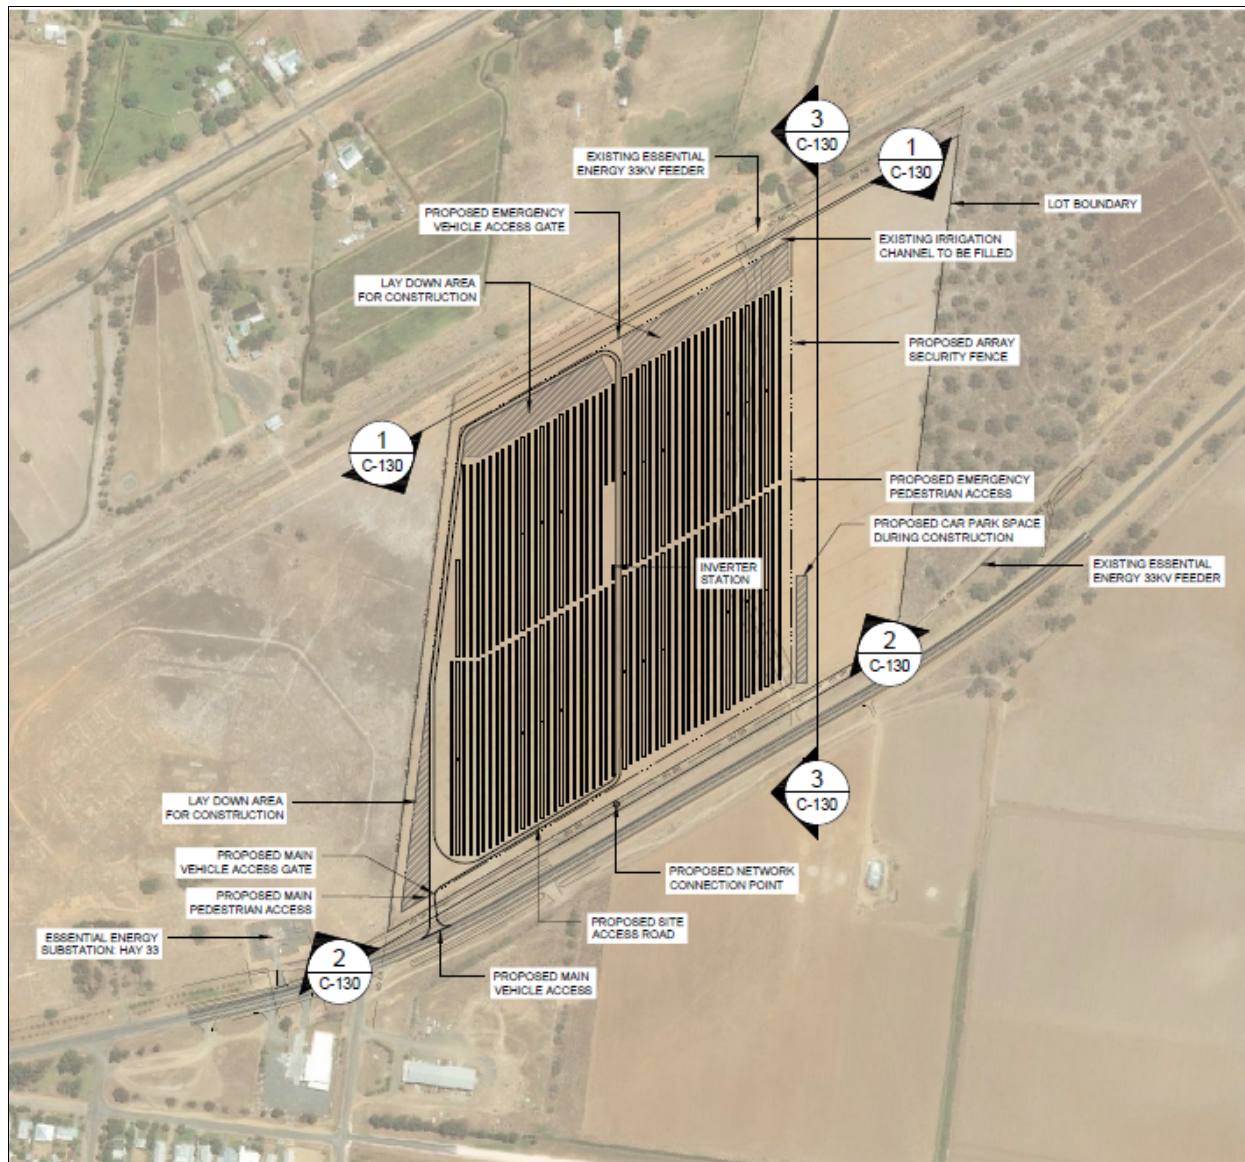 3
C-130
1
C-130
EXISTING ESSENTIAL
ENERGY 33KV FEEDER
LOT BOUNDARY
PROPOSED EMERGENCY
VEHICLE ACCESS GATE
EXISTING IRRIGATION
CHANNEL TO BE FILLED
LAY DOWN AREA
FOR CONSTRUCTION
PROPOSED ARRAY
SECURITY FENCE
1
C-130
PROPOSED EMERGENCY
PEDESTRIAN ACCESS
PROPOSED CAR PARK SPACE
DURING CONSTRUCTION
INVERTER
STATION
EXISTING ESSENTIAL
ENERGY 33KV FEEDER
2
C-130
3
C-130
LAY DOWN AREA
FOR CONSTRUCTION
PROPOSED MAIN
VEHICLE ACCESS GATE
PROPOSED NETWORK
CONNECTION POINT
PROPOSED MAIN
PEDESTRIAN ACCESS
PROPOSED SITE
ACCESS ROAD
ESSENTIAL ENERGY
SUBSTATION: HAY 33
2
C-130
PROPOSED MAIN
VEHICLE ACCESS